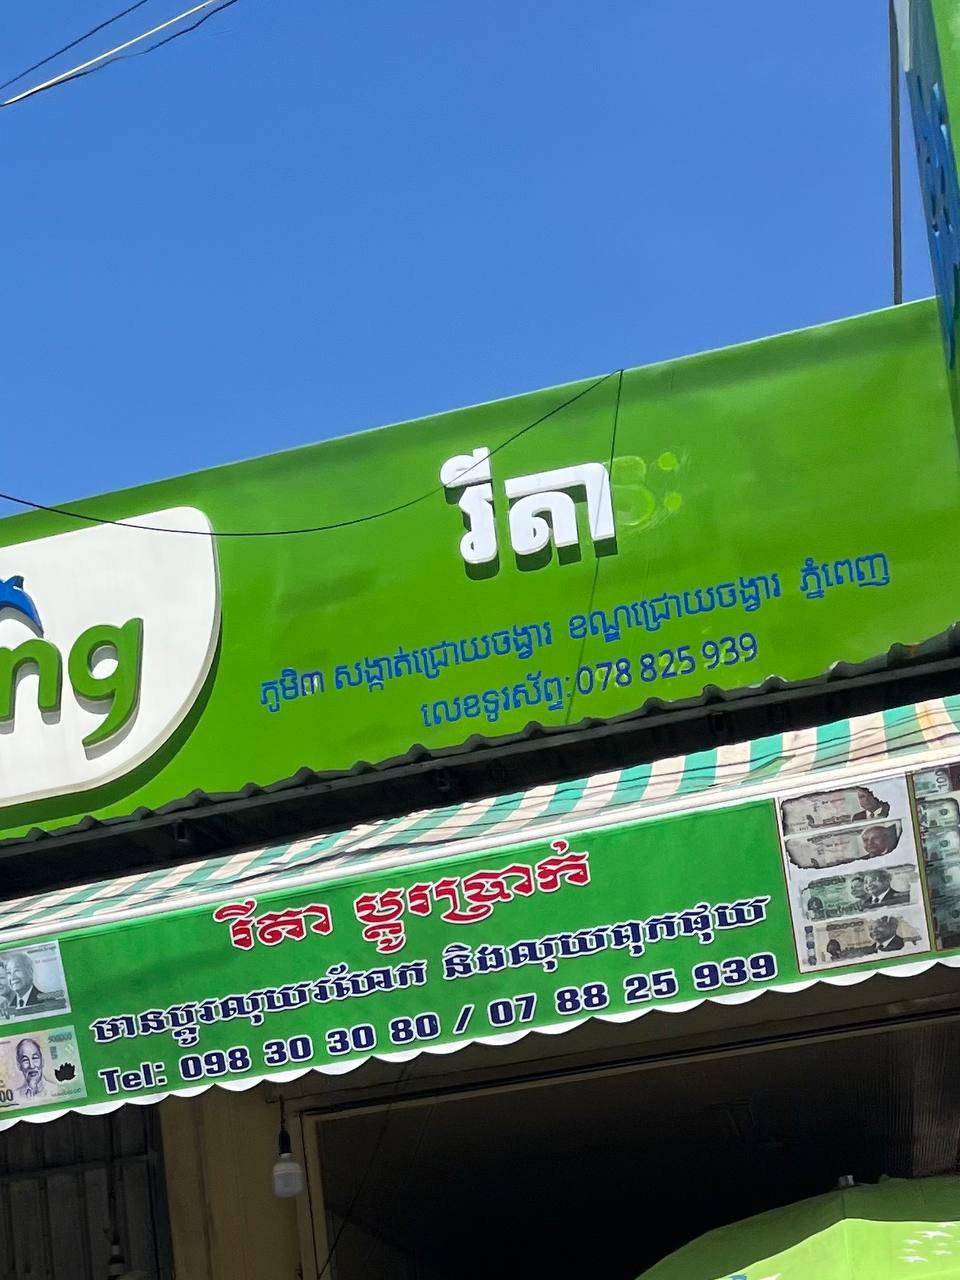 រីតា
ng
ភូមិ៣ សង្កាត់ជ្រោយចង្វារ ខណ្ឌជ្រោយចង្វារ ភ្នំពេញ
លេខទូរស័ព្ទ:078 825 939
រីតា ប្តូរប្រាក់
មានប្តូរលុយរហែក និងលុយពុកផុយ
Tel: 098 30 30 80 / 07 88 25 939